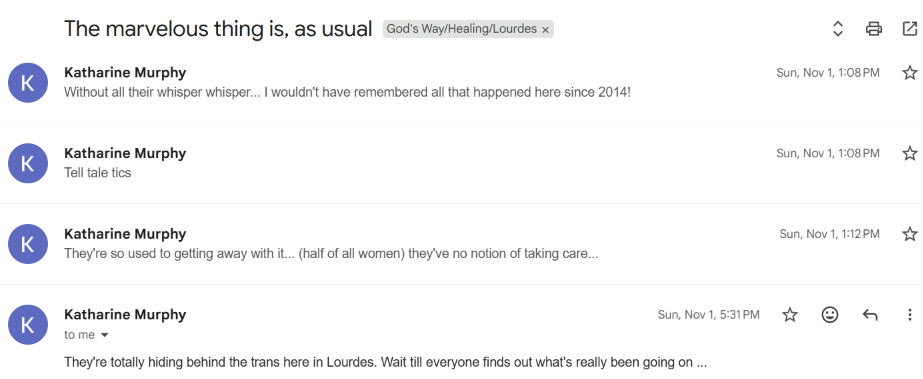 The marvelous thing is, as usual God's Way/Healing/Lourdes ×
K
Katharine Murphy Sun, Nov 1, 1:08 PM
Without all their whisper whisper... I wouldn't have remembered all that happened here since 2014!
K
Katharine Murphy Sun, Nov 1, 1:08 PM
Tell tale tics
K
Katharine Murphy Sun, Nov 1, 1:12 PM
They're so used to getting away with it... (half of all women) they've no notion of taking care...
K
Katharine Murphy Sun, Nov 1, 5:31 PM
to me
They're totally hiding behind the trans here in Lourdes. Wait till everyone finds out what's really been going on ...